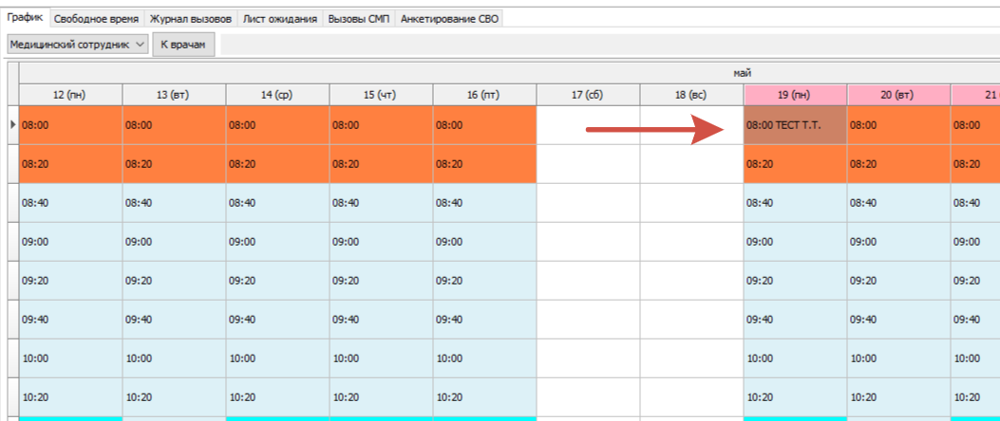 График Свободное время Журнал вызовов Лист ожидания Вызовы СМП Анкетирование СВО
Медицинский сотрудник К врачам
май
12 (пн) 13 (вт) 14 (ср) 15 (чт) 16 (пт) 17 (сб) 18 (вс) 19 (пн) 20 (вт) 21
08:00 08:00 08:00 08:00 08:00 08:00 ТЕСТ Т.Т. 08:00 08:00
08:20 08:20 08:20 08:20 08:20 08:20 08:20 08:20
08:40 08:40 08:40 08:40 08:40 08:40 08:40 08:40
09:00 09:00 09:00 09:00 09:00 09:00 09:00 09:00
09:20 09:20 09:20 09:20 09:20 09:20 09:20 09:20
09:40 09:40 09:40 09:40 09:40 09:40 09:40 09:40
10:00 10:00 10:00 10:00 10:00 10:00 10:00 10:00
10:20 10:20 10:20 10:20 10:20 10:20 10:20 10:20